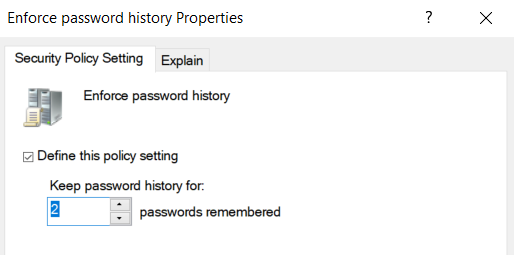 Enforce password history Properties
?
Security Policy Setting
Explain
Enforce password history
Define this policy setting
Keep password history for:
2 passwords remembered